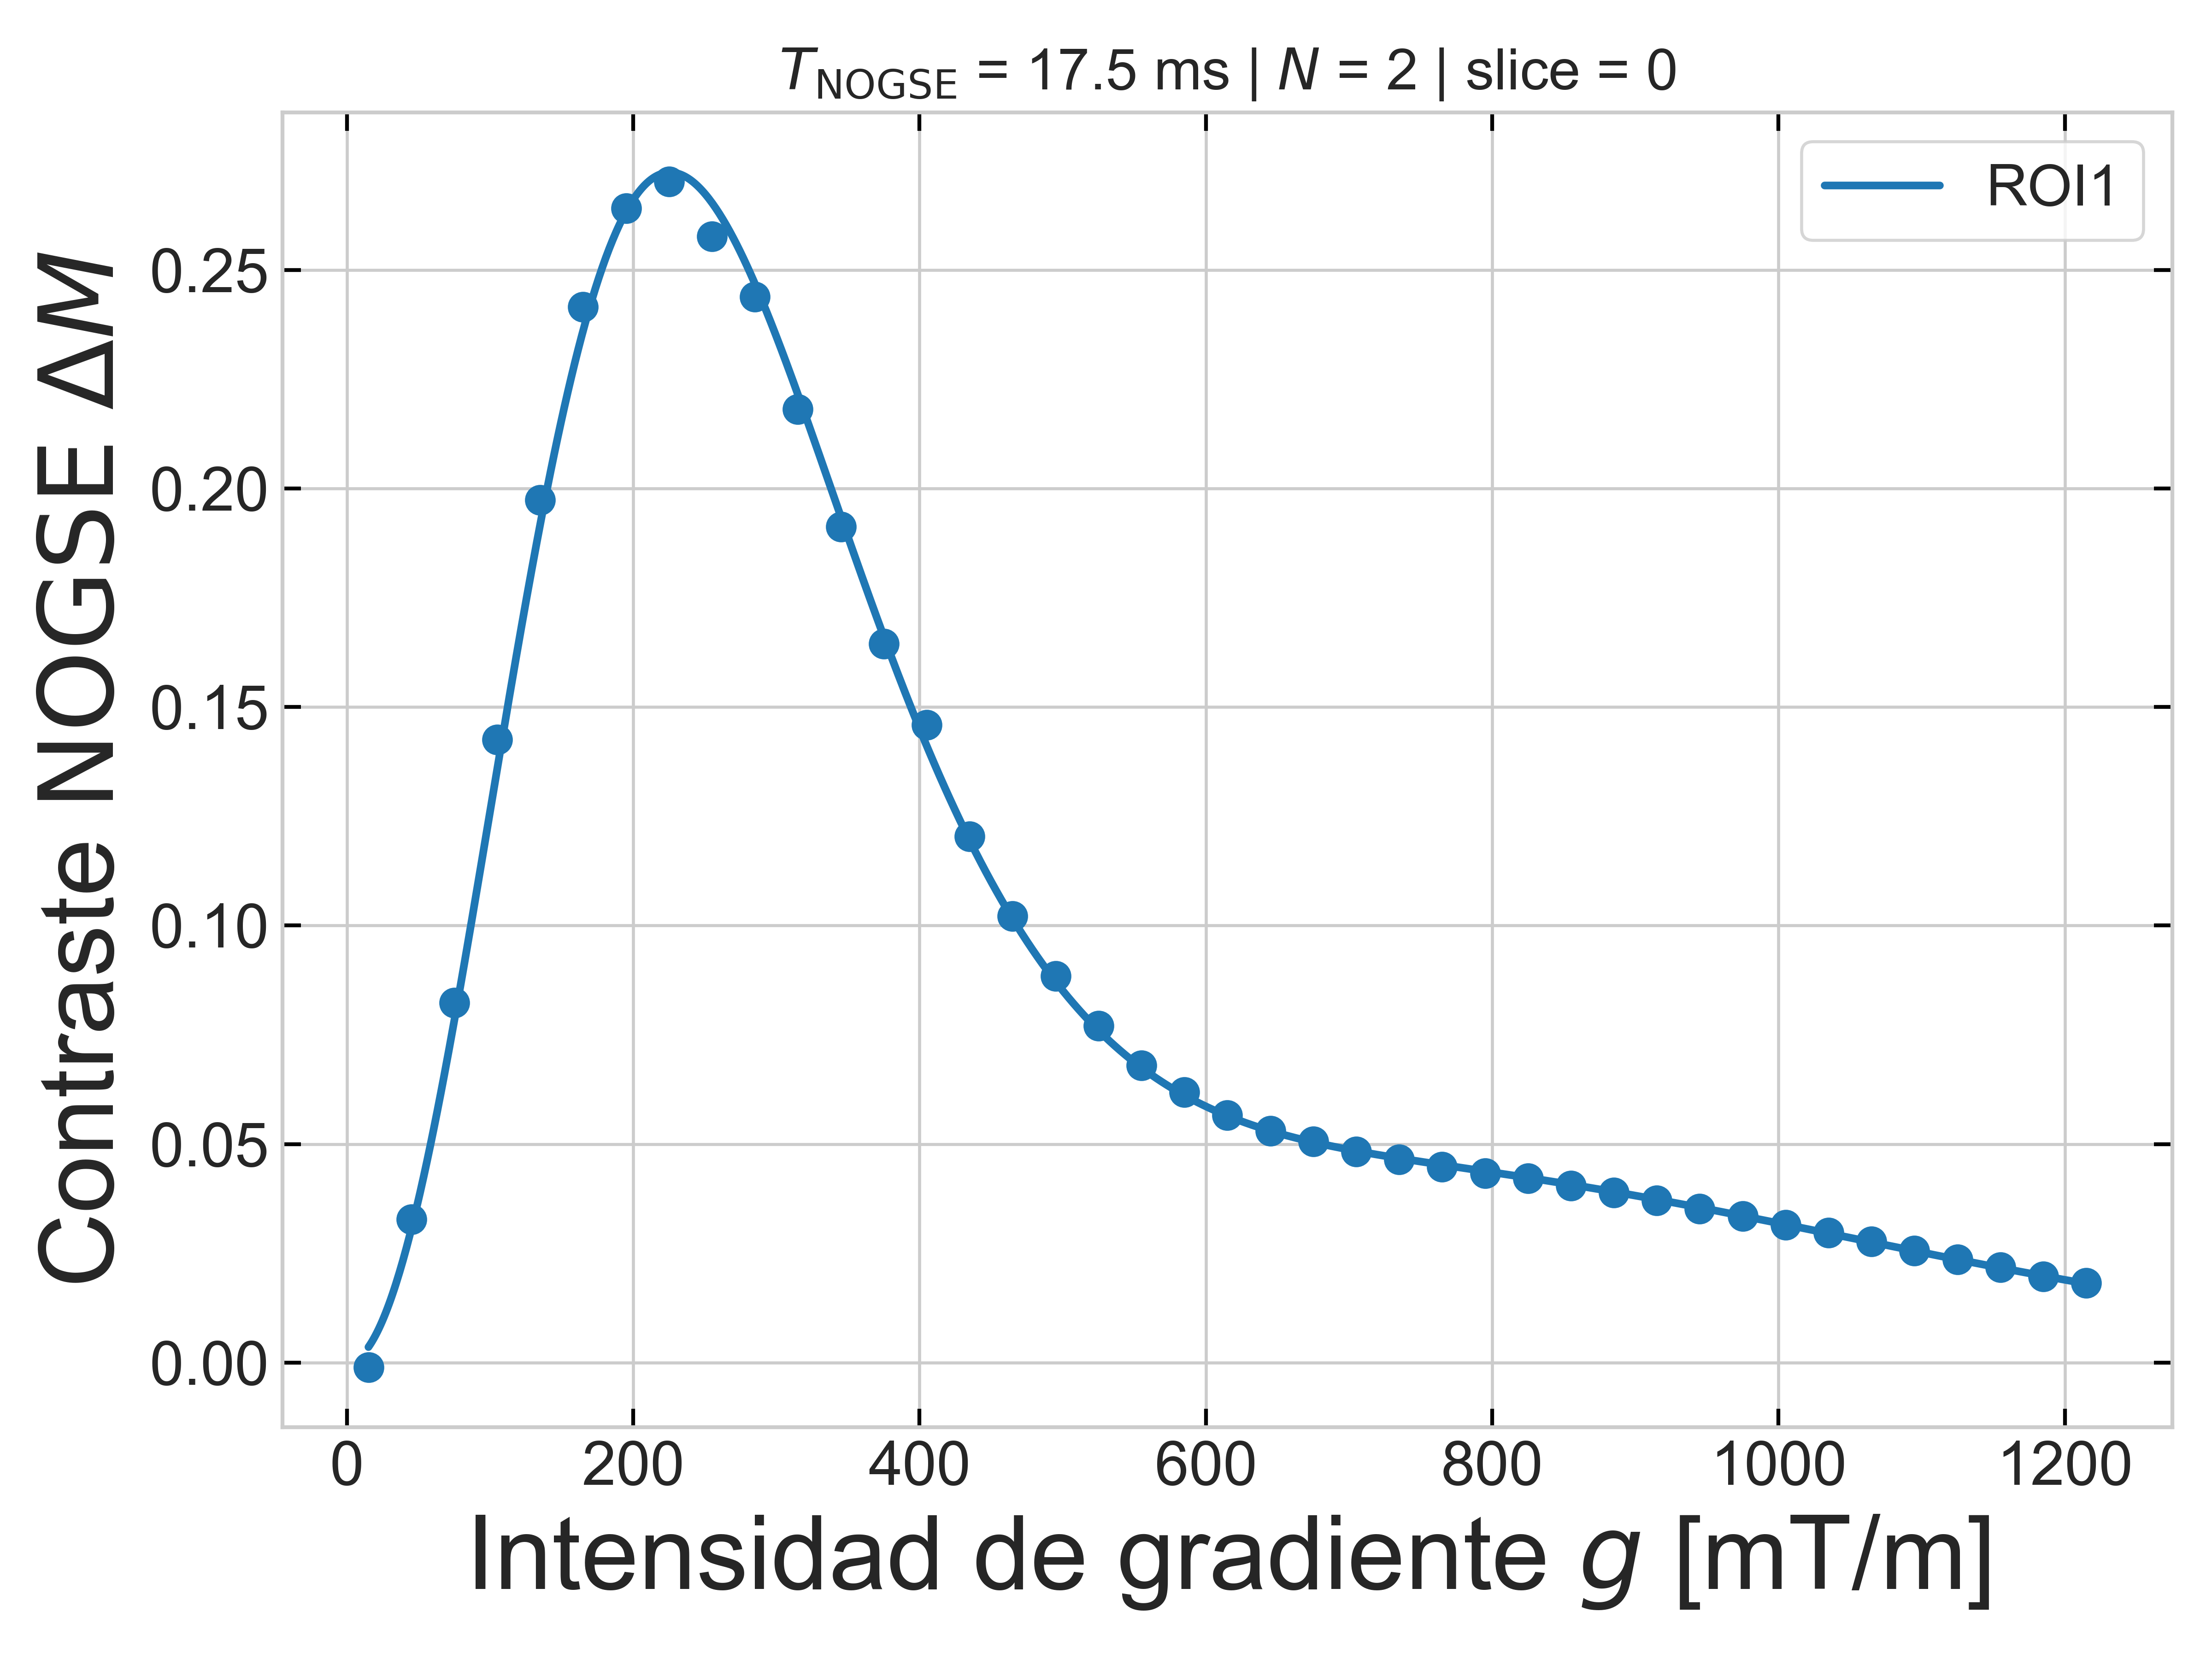 T_NOGSE = 17.5 ms | N = 2 | slice = 0
ROI1
Contraste NOGSE ΔM
0.25
0.20
0.15
0.10
0.05
0.00
0 200 400 600 800 1000 1200
Intensidad de gradiente g [mT/m]